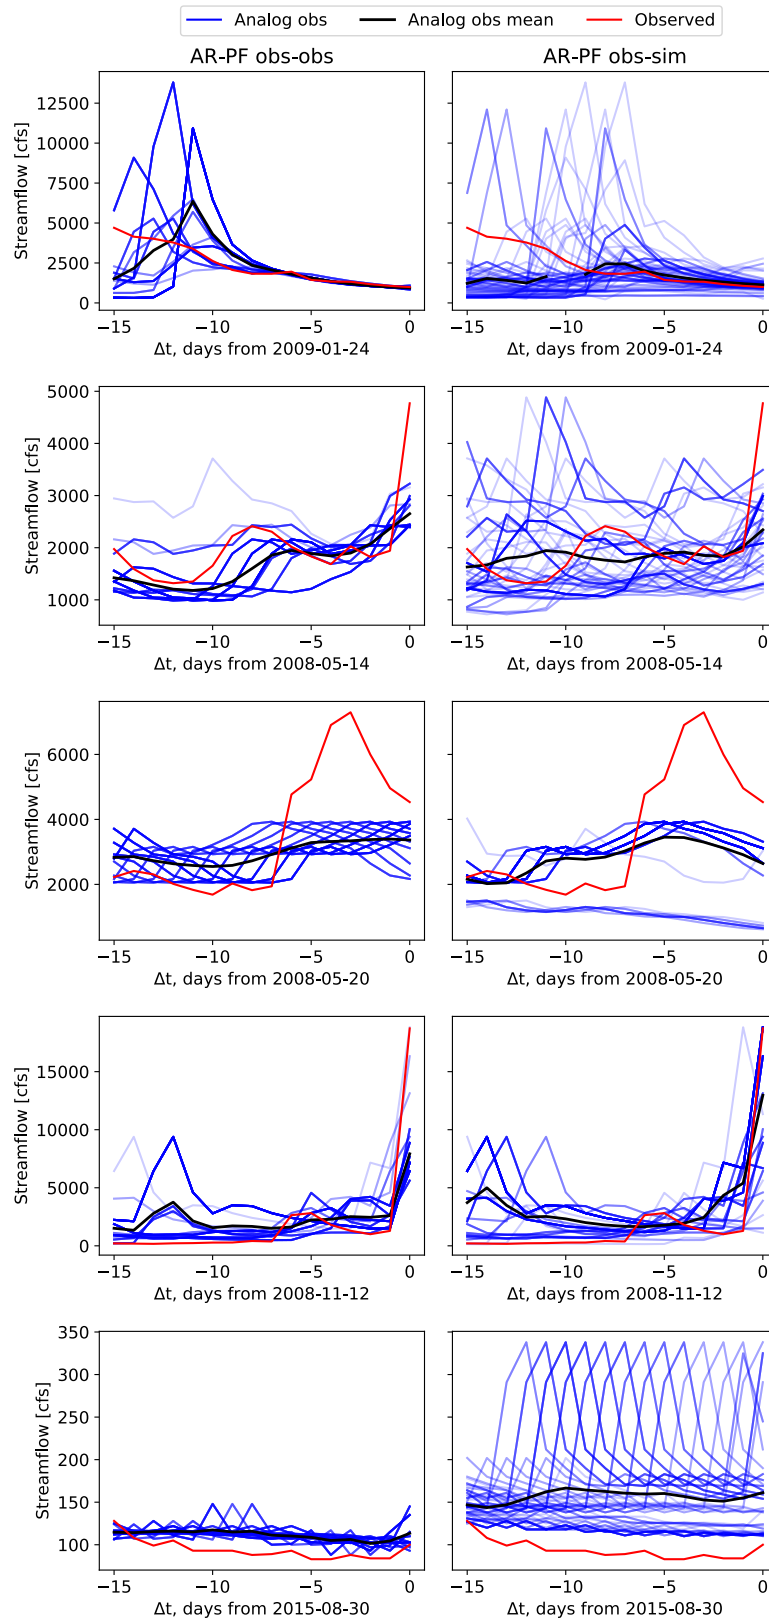 Analog obs Analog obs mean Observed
AR-PF obs-obs AR-PF obs-sim
Streamflow [cfs]
12500
10000
7500
5000
2500
0
−15 −10 −5 0 −15 −10 −5 0
Δt, days from 2009-01-24 Δt, days from 2009-01-24
Streamflow [cfs]
5000
4000
3000
2000
1000
−15 −10 −5 0 −15 −10 −5 0
Δt, days from 2008-05-14 Δt, days from 2008-05-14
Streamflow [cfs]
6000
4000
2000
−15 −10 −5 0 −15 −10 −5 0
Δt, days from 2008-05-20 Δt, days from 2008-05-20
Streamflow [cfs]
15000
10000
5000
0
−15 −10 −5 0 −15 −10 −5 0
Δt, days from 2008-11-12 Δt, days from 2008-11-12
Streamflow [cfs]
350
300
250
200
150
100
−15 −10 −5 0 −15 −10 −5 0
Δt, days from 2015-08-30 Δt, days from 2015-08-30